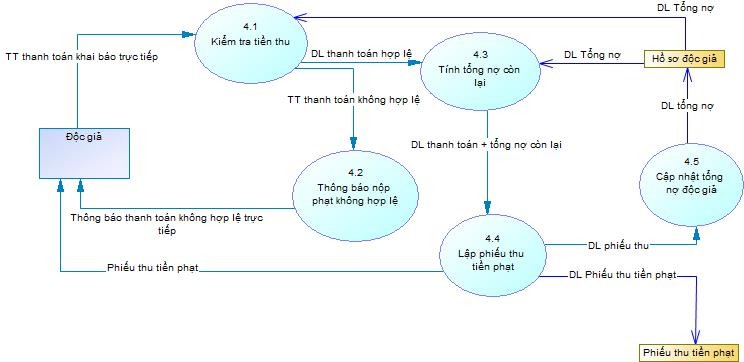 DL Tổng nợ
4.1
Kiểm tra tiền thu
TT thanh toán khai báo trực tiếp
DL thanh toán hợp lệ
4.3
Tính tổng nợ còn
lại
DL Tổng nợ
Hồ sơ độc giả
TT thanh toán không hợp lệ
DL tổng nợ
Độc giả
DL thanh toán + tổng nợ còn lại
4.2
Thông báo nộp
phạt không hợp lệ
4.5
Cập nhật tổng
nợ độc giả
Thông báo thanh toán không hợp lệ trực
tiếp
4.4
Lập phiếu thu
tiền phạt
DL phiếu thu
Phiếu thu tiền phạt
DL Phiếu thu tiền phạt
Phiếu thu tiền phạt